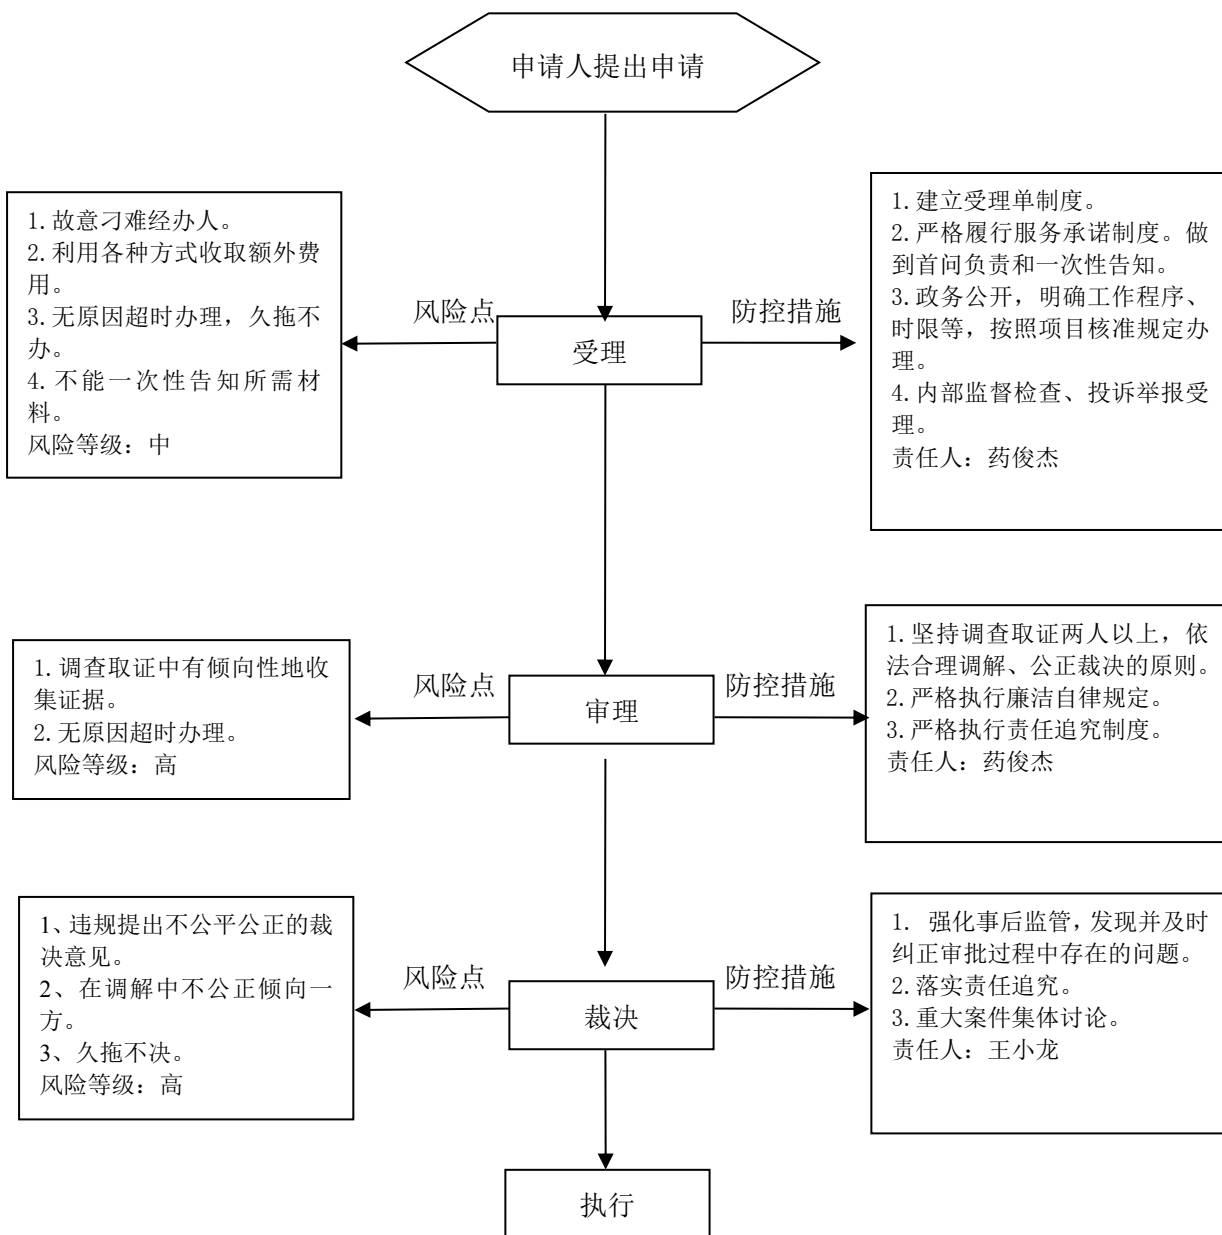 申请人提出申请
1.故意刁难经办人。
2.利用各种方式收取额外费
用。
3.无原因超时办理，久拖不
办。
4.不能一次性告知所需材
料。
风险等级：中
风险点
受理
防控措施
1.建立受理单制度。
2.严格履行服务承诺制度。做
到首问负责和一次性告知。
3.政务公开，明确工作程序、
时限等，按照项目核准规定办
理。
4.内部监督检查、投诉举报受
理。
责任人：药俊杰
1.调查取证中有倾向性地收
集证据。
2.无原因超时办理。
风险等级：高
风险点
审理
防控措施
1.坚持调查取证两人以上，依
法合理调解、公正裁决的原则。
2.严格执行廉洁自律规定。
3.严格执行责任追究制度。
责任人：药俊杰
1、违规提出不公平公正的裁
决意见。
2、在调解中不公正倾向一
方。
3、久拖不决。
风险等级：高
风险点
裁决
防控措施
1. 强化事后监管，发现并及时
纠正审批过程中存在的问题。
2.落实责任追究。
3.重大案件集体讨论。
责任人：王小龙
执行